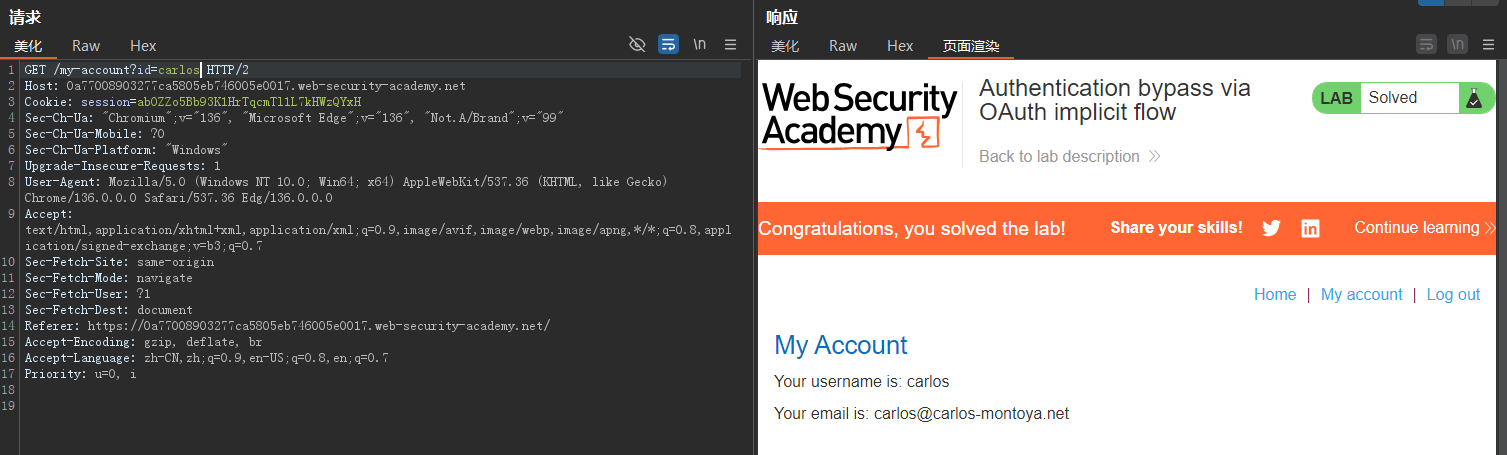 请求
美化 Raw Hex \n
1 GET /my-account?id=carlos HTTP/2
2 Host: 0a77008903277ca5805eb746005e0017.web-security-academy.net
3 Cookie: session=abOZZo5Bb93K1HrTqcmTl1L7kHWzQYxH
4 Sec-Ch-Ua: "Chromium";v="136", "Microsoft Edge";v="136", "Not.A/Brand";v="99"
5 Sec-Ch-Ua-Mobile: ?0
6 Sec-Ch-Ua-Platform: "Windows"
7 Upgrade-Insecure-Requests: 1
8 User-Agent: Mozilla/5.0 (Windows NT 10.0; Win64; x64) AppleWebKit/537.36 (KHTML, like Gecko)
Chrome/136.0.0.0 Safari/537.36 Edg/136.0.0.0
9 Accept:
text/html,application/xhtml+xml,application/xml;q=0.9,image/avif,image/webp,image/apng,*/*;q=0.8,appl
ication/signed-exchange;v=b3;q=0.7
10 Sec-Fetch-Site: same-origin
11 Sec-Fetch-Mode: navigate
12 Sec-Fetch-User: ?1
13 Sec-Fetch-Dest: document
14 Referer: https://0a77008903277ca5805eb746005e0017.web-security-academy.net/
15 Accept-Encoding: gzip, deflate, br
16 Accept-Language: zh-CN,zh;q=0.9,en-US;q=0.8,en;q=0.7
17 Priority: u=0, i
18
19
响应
美化 Raw Hex 页面渲染 \n
Web Security
Academy
Authentication bypass via
OAuth implicit flow
Back to lab description
LAB Solved
Congratulations, you solved the lab!
Share your skills!
Continue learning
Home | My account | Log out
My Account
Your username is: carlos
Your email is: carlos@carlos-montoya.net